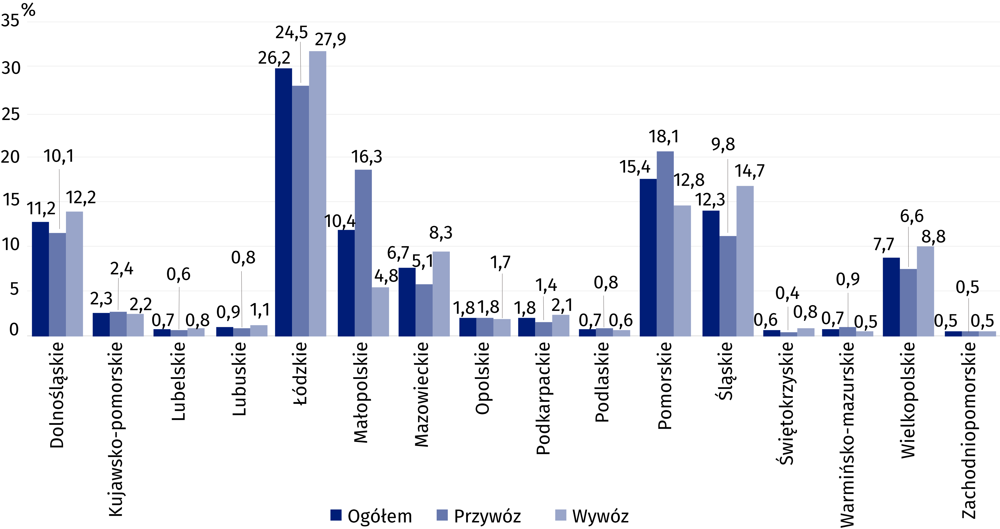 %
35
30
25
20
15
10
5
0
11,2 10,1 12,2
2,3 2,4 2,2
0,7 0,6 0,8
0,9 0,8 1,1
26,2 24,5 27,9
10,4 16,3 4,8
6,7 5,1 8,3
1,8 1,8 1,7
1,8 1,4 2,1
0,7 0,8 0,6
15,4 18,1 12,8
12,3 9,8 14,7
0,6 0,4 0,8
0,7 0,9 0,5
7,7 6,6 8,8
0,5 0,5 0,5
Dolnośląskie
Kujawsko-pomorskie
Lubelskie
Lubuskie
Łódzkie
Małopolskie
Mazowieckie
Opolskie
Podkarpackie
Podlaskie
Pomorskie
Śląskie
Świętokrzyskie
Warmińsko-mazurskie
Wielkopolskie
Zachodniopomorskie
Ogółem Przywóz Wywóz